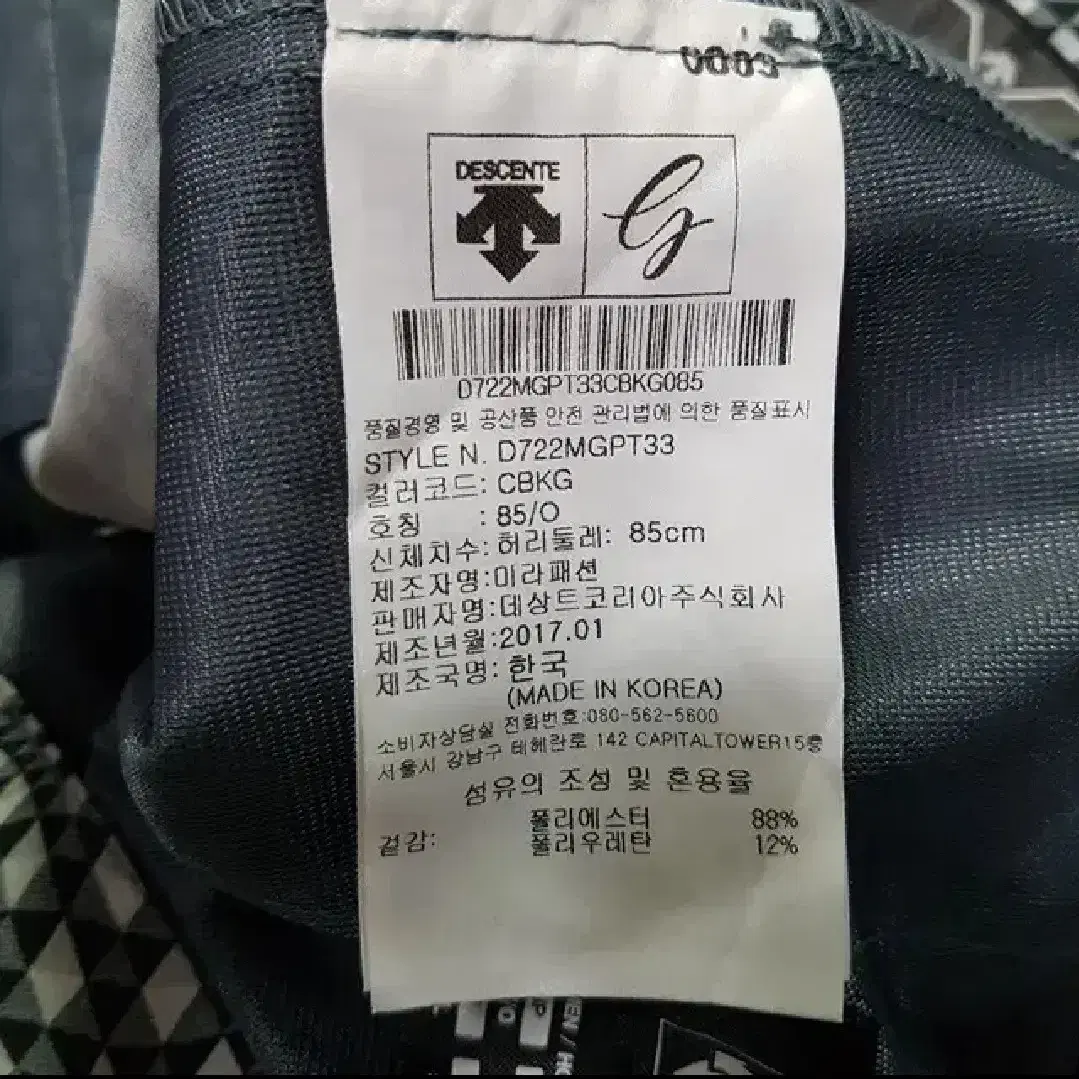 0003
DESCENTE
G
D722MGPT33CBKG085
품질경영 및 공산품 안전 관리법에 의한 품질표시
STYLE N. D722MGPT33
컬러코드: CBKG
호칭 : 85/O
신체치수: 허리둘레: 85cm
제조자명:미라패션
판매자명:데상트코리아주식회사
제조년월:2017.01
제조국명: 한국
(MADE IN KOREA)
소비자상담실 전화번호:080-562-5600
서울시 강남구 테헤란로 142 CAPITALTOWER15층
섬유의 조성 및 혼용율
폴리에스터 88%
겉감: 폴리우레탄 12%